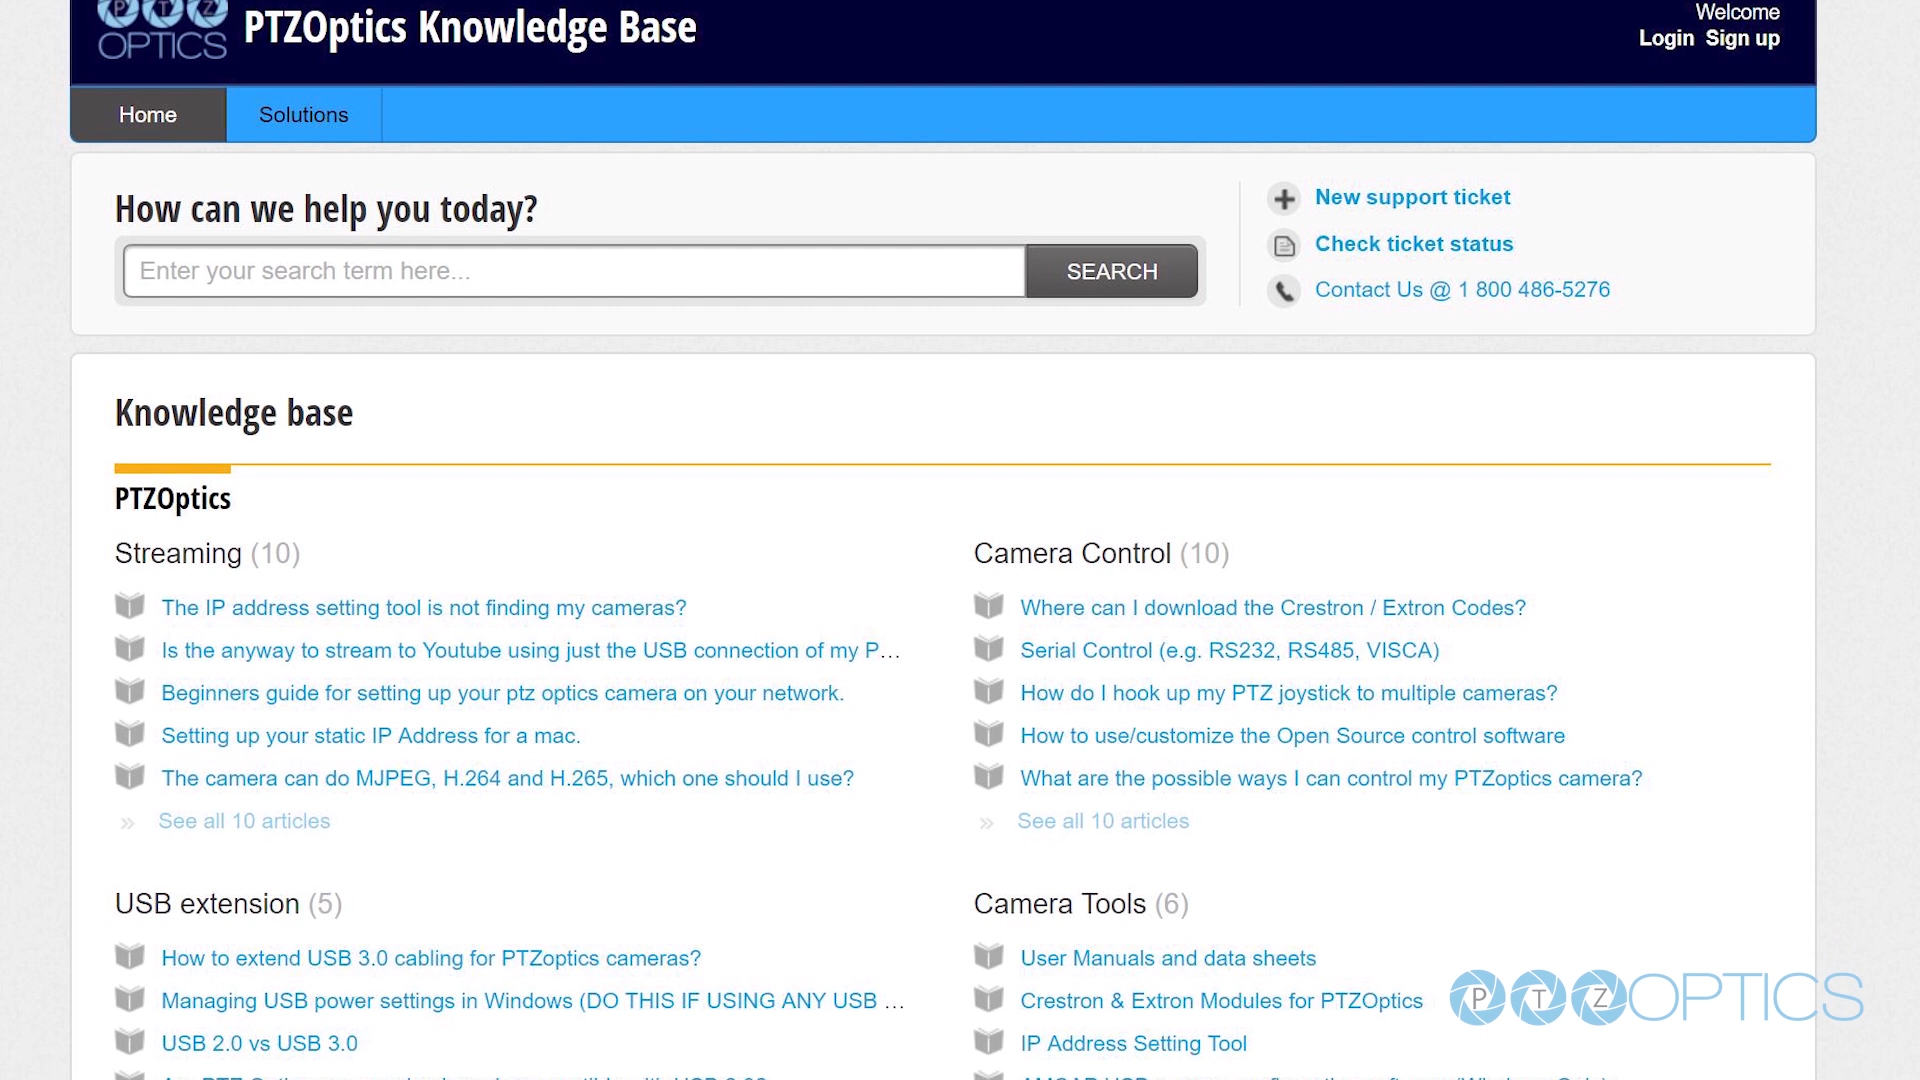 P T Z
OPTICS
PTZOptics Knowledge Base
Welcome
Login Sign up
Home
Solutions
How can we help you today?
Enter your search term here...
SEARCH
New support ticket
Check ticket status
Contact Us @ 1 800 486-5276
Knowledge base
PTZOptics
Streaming (10)
The IP address setting tool is not finding my cameras?
Is the anyway to stream to Youtube using just the USB connection of my P...
Beginners guide for setting up your ptz optics camera on your network.
Setting up your static IP Address for a mac.
The camera can do MJPEG, H.264 and H.265, which one should I use?
» See all 10 articles
Camera Control (10)
Where can I download the Crestron / Extron Codes?
Serial Control (e.g. RS232, RS485, VISCA)
How do I hook up my PTZ joystick to multiple cameras?
How to use/customize the Open Source control software
What are the possible ways I can control my PTZoptics camera?
» See all 10 articles
USB extension (5)
How to extend USB 3.0 cabling for PTZoptics cameras?
Managing USB power settings in Windows (DO THIS IF USING ANY USB ...
USB 2.0 vs USB 3.0
Camera Tools (6)
User Manuals and data sheets
Crestron & Extron Modules for PTZOptics
IP Address Setting Tool
PTZOPTICS